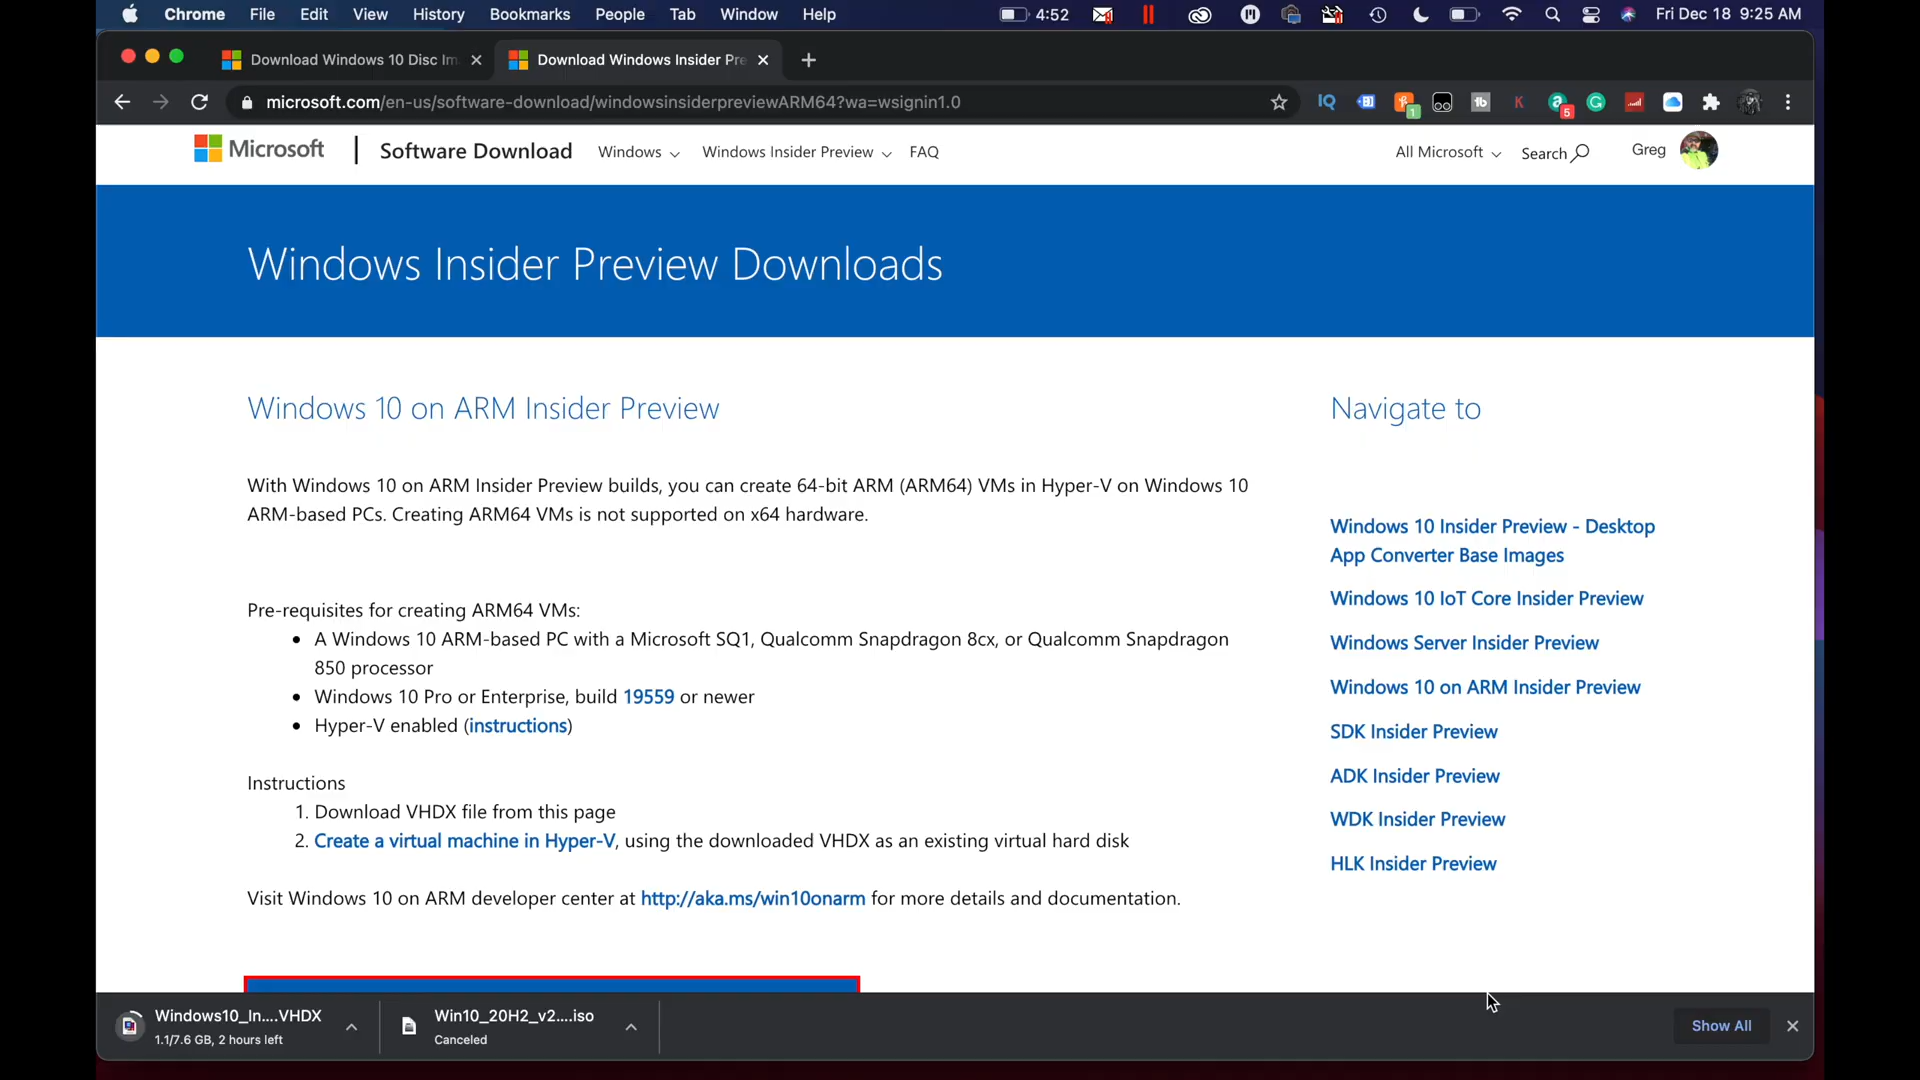 Chrome File Edit View History Bookmarks People Tab Window Help 4:52 Fri Dec 18 9:25 AM
Download Windows 10 Disc Im Download Windows Insider Pre
microsoft.com/en-us/software-download/windowsinsiderpreviewARM64?wa=wsignin1.0 IQ 1 tb K a 5 G
Microsoft Software Download Windows Windows Insider Preview FAQ All Microsoft Search Greg
Windows Insider Preview Downloads
Windows 10 on ARM Insider Preview
With Windows 10 on ARM Insider Preview builds, you can create 64-bit ARM (ARM64) VMs in Hyper-V on Windows 10
ARM-based PCs. Creating ARM64 VMs is not supported on x64 hardware.
Pre-requisites for creating ARM64 VMs:
• A Windows 10 ARM-based PC with a Microsoft SQ1, Qualcomm Snapdragon 8cx, or Qualcomm Snapdragon
850 processor
• Windows 10 Pro or Enterprise, build 19559 or newer
• Hyper-V enabled (instructions)
Instructions
1. Download VHDX file from this page
2. Create a virtual machine in Hyper-V, using the downloaded VHDX as an existing virtual hard disk
Visit Windows 10 on ARM developer center at http://aka.ms/win10onarm for more details and documentation.
Navigate to
Windows 10 Insider Preview - Desktop
App Converter Base Images
Windows 10 IoT Core Insider Preview
Windows Server Insider Preview
Windows 10 on ARM Insider Preview
SDK Insider Preview
ADK Insider Preview
WDK Insider Preview
HLK Insider Preview
Windows10_In....VHDX
1.1/7.6 GB, 2 hours left
Win10_20H2_v2....iso
Canceled
Show All